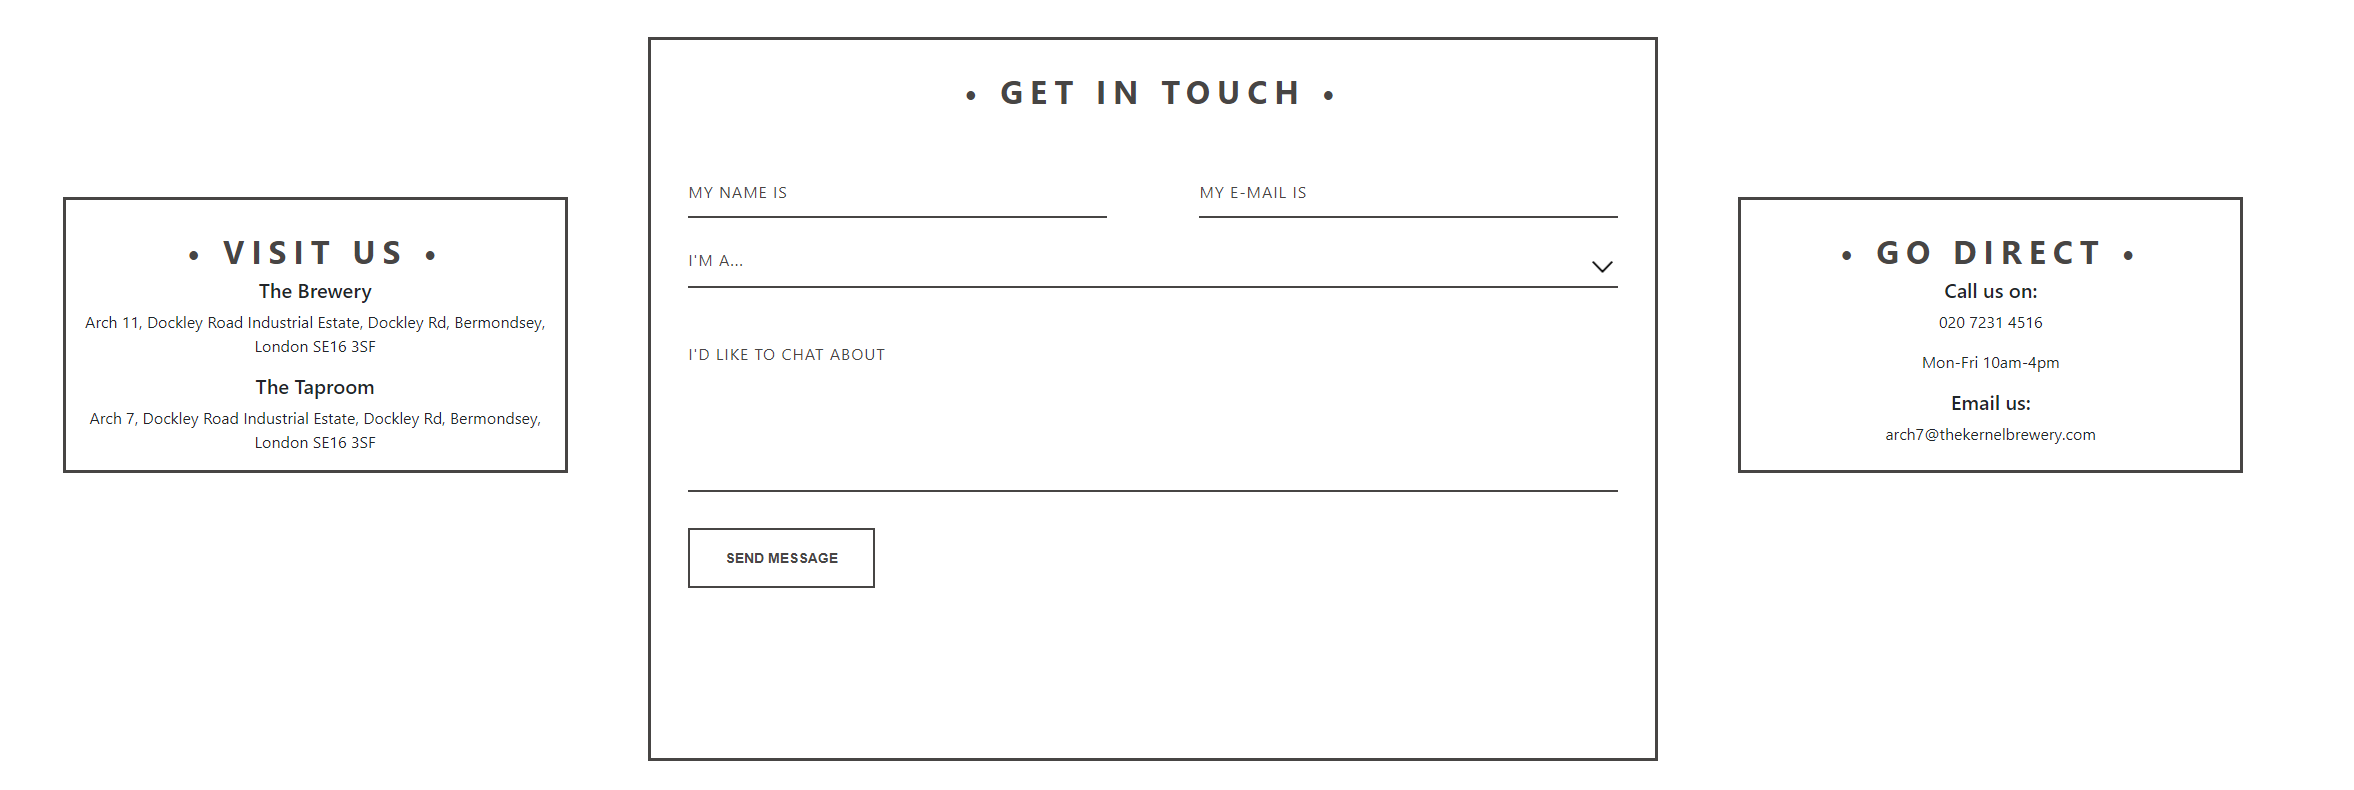 • VISIT US •
The Brewery
Arch 11, Dockley Road Industrial Estate, Dockley Rd, Bermondsey,
London SE16 3SF
The Taproom
Arch 7, Dockley Road Industrial Estate, Dockley Rd, Bermondsey,
London SE16 3SF
• GET IN TOUCH •
MY NAME IS
MY E-MAIL IS
I'M A...
I'D LIKE TO CHAT ABOUT
SEND MESSAGE
• GO DIRECT •
Call us on:
020 7231 4516
Mon-Fri 10am-4pm
Email us:
arch7@thekernelbrewery.com